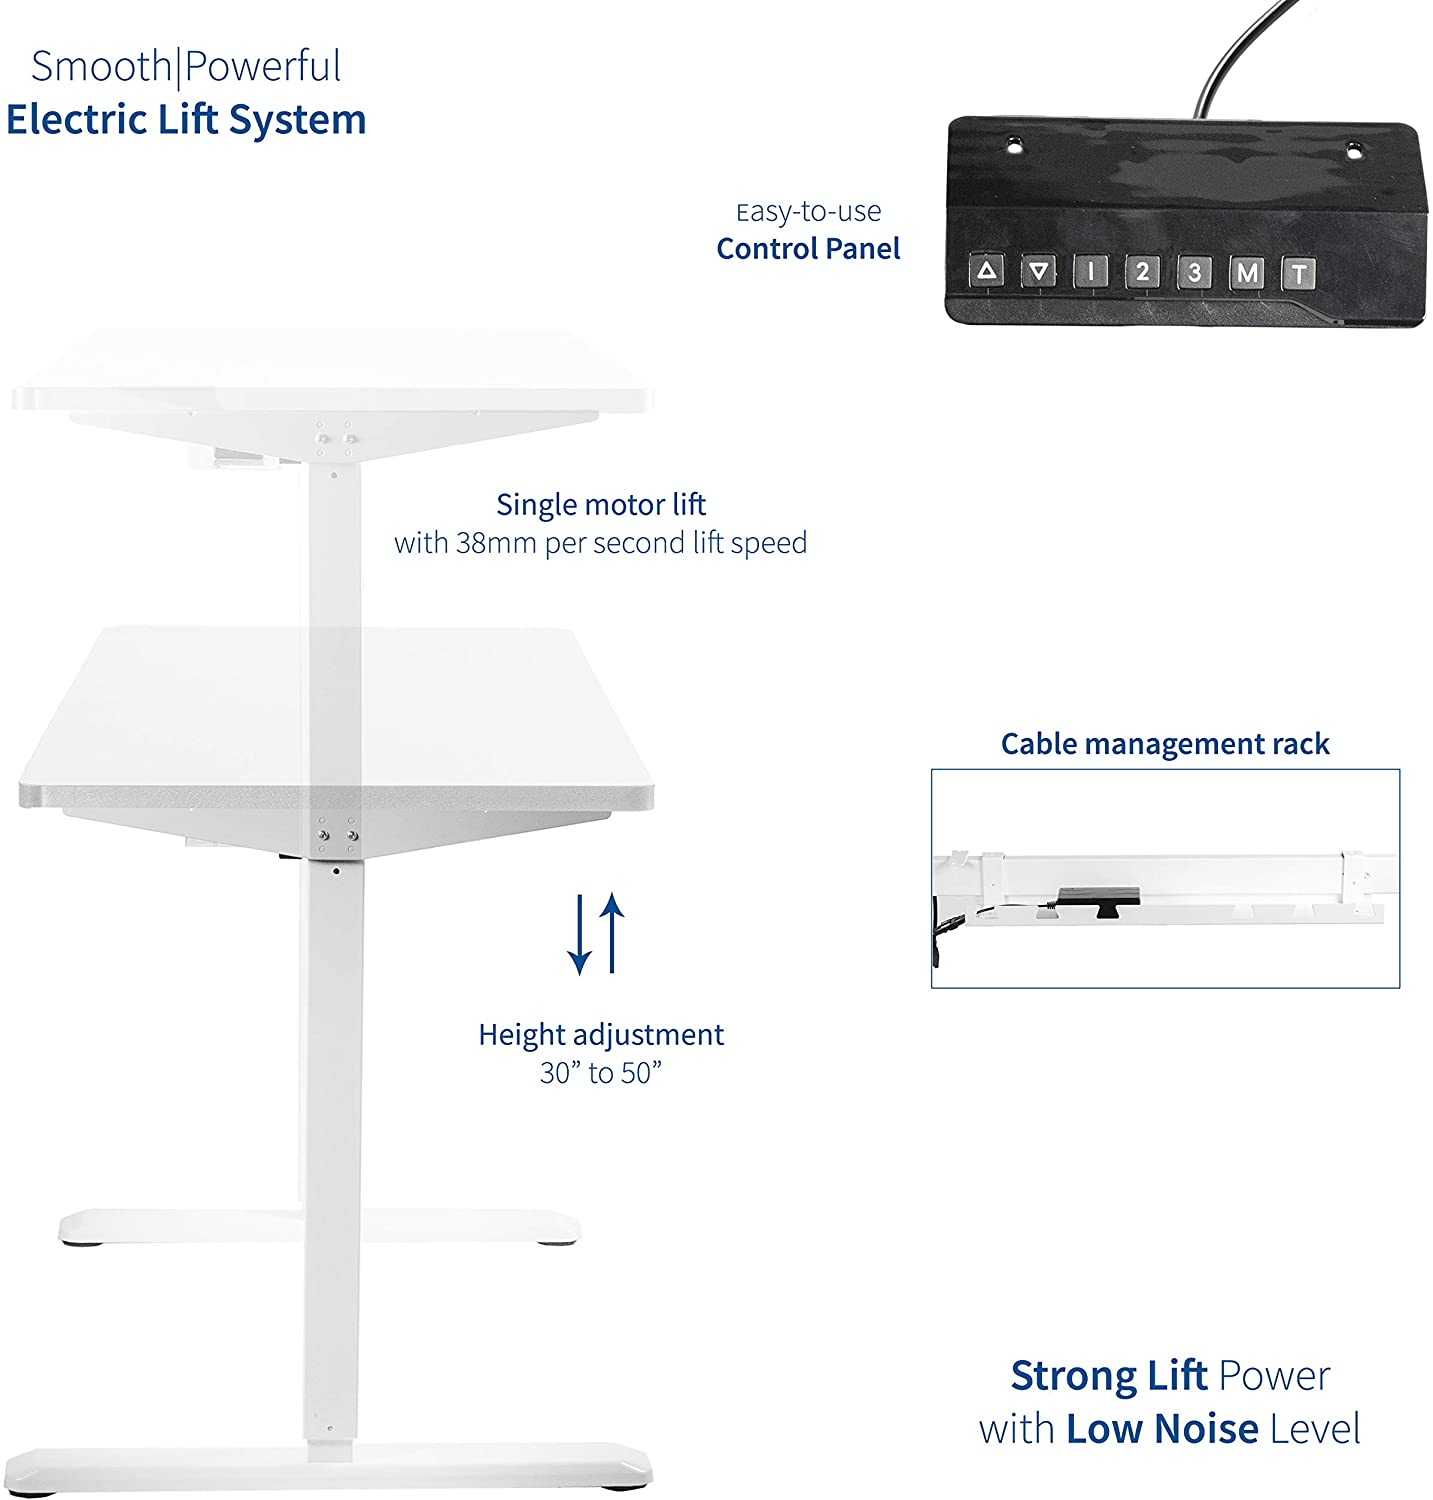 Smooth|Powerful
Electric Lift System
Easy-to-use
Control Panel
1 2 3 M T
Single motor lift
with 38mm per second lift speed
Cable management rack
Height adjustment
30” to 50”
Strong Lift Power
with Low Noise Level